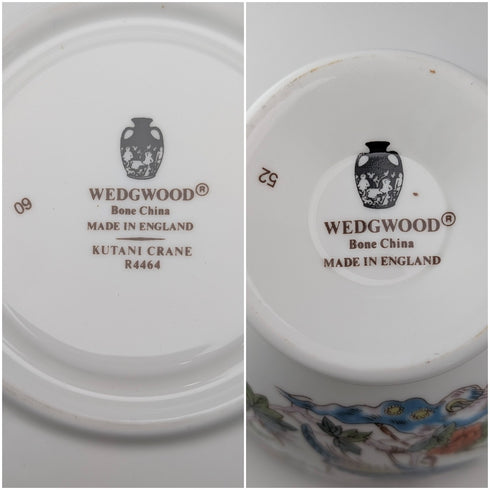 WEDGWOOD®
Bone China
MADE IN ENGLAND
KUTANI CRANE
R4464
60
WEDGWOOD®
Bone China
MADE IN ENGLAND
52